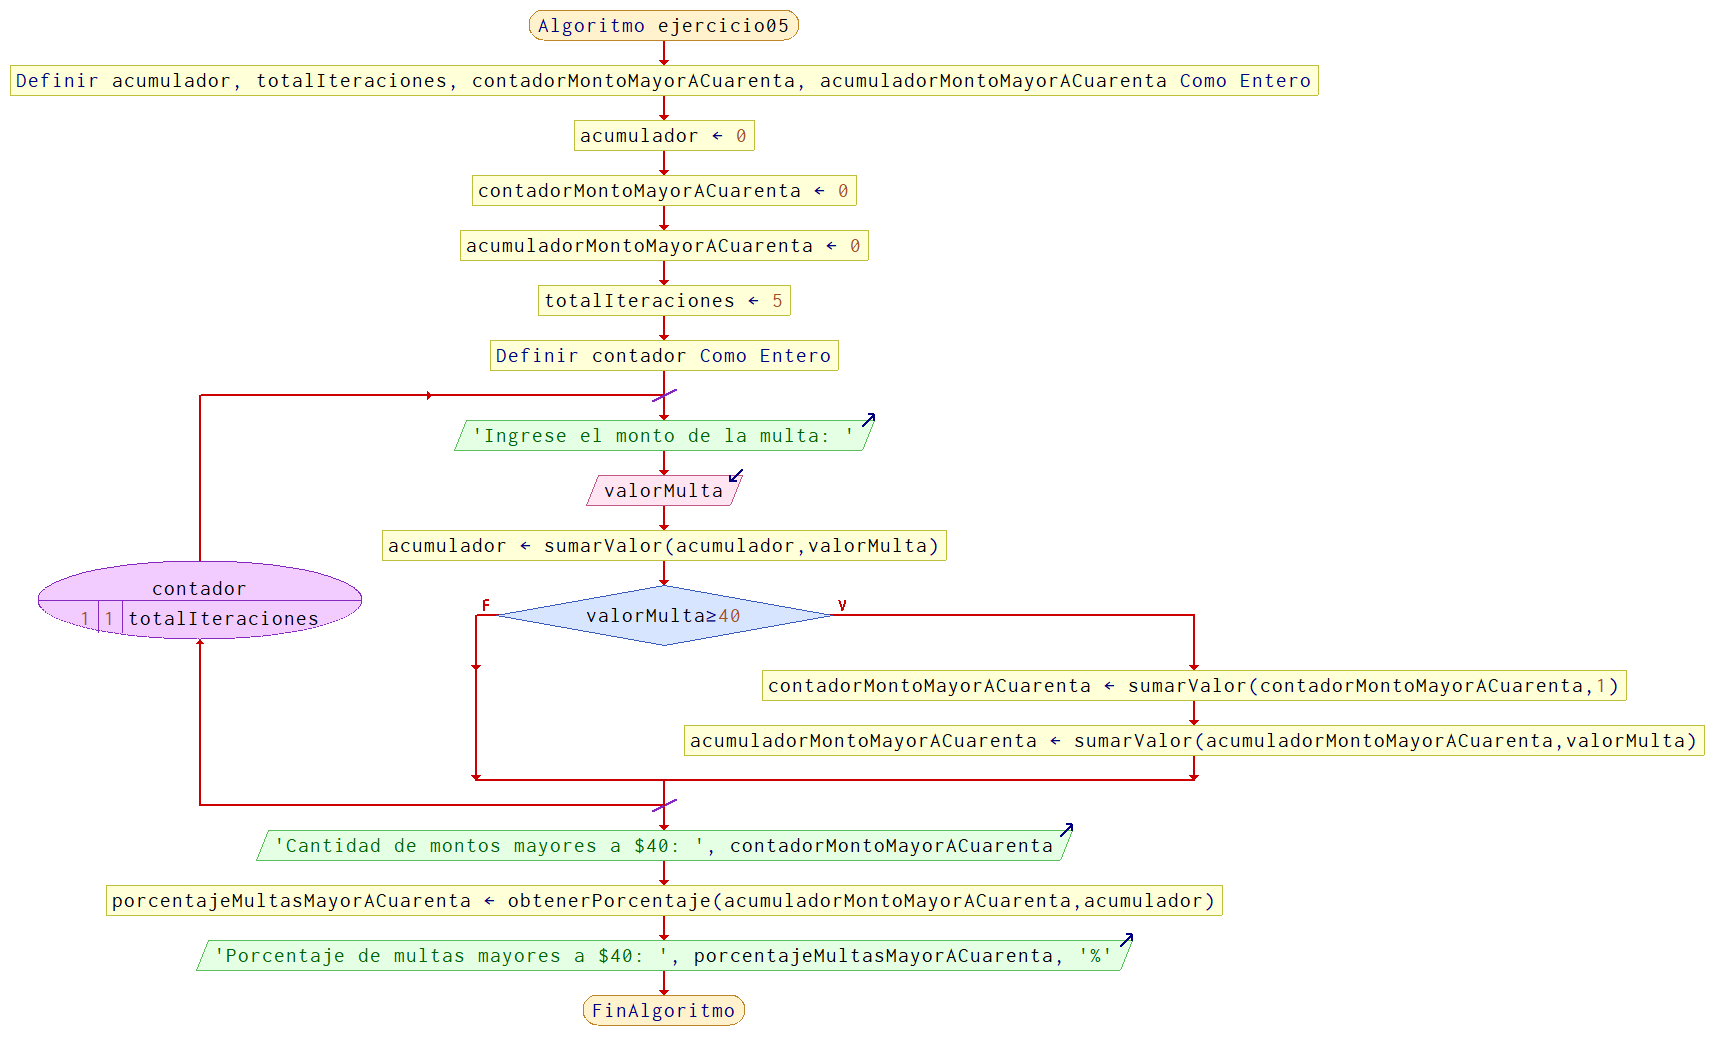 Algoritmo ejercicio05
Definir acumulador, totalIteraciones, contadorMontoMayorACuarenta, acumuladorMontoMayorACuarenta Como Entero
acumulador ← 0
contadorMontoMayorACuarenta ← 0
acumuladorMontoMayorACuarenta ← 0
totalIteraciones ← 5
Definir contador Como Entero
'Ingrese el monto de la multa: '
valorMulta
acumulador ← sumarValor(acumulador,valorMulta)
contador
1 1 totalIteraciones
F
valorMulta≥40
V
contadorMontoMayorACuarenta ← sumarValor(contadorMontoMayorACuarenta,1)
acumuladorMontoMayorACuarenta ← sumarValor(acumuladorMontoMayorACuarenta,valorMulta)
'Cantidad de montos mayores a $40: ', contadorMontoMayorACuarenta
porcentajeMultasMayorACuarenta ← obtenerPorcentaje(acumuladorMontoMayorACuarenta,acumulador)
'Porcentaje de multas mayores a $40: ', porcentajeMultasMayorACuarenta, '%'
FinAlgoritmo